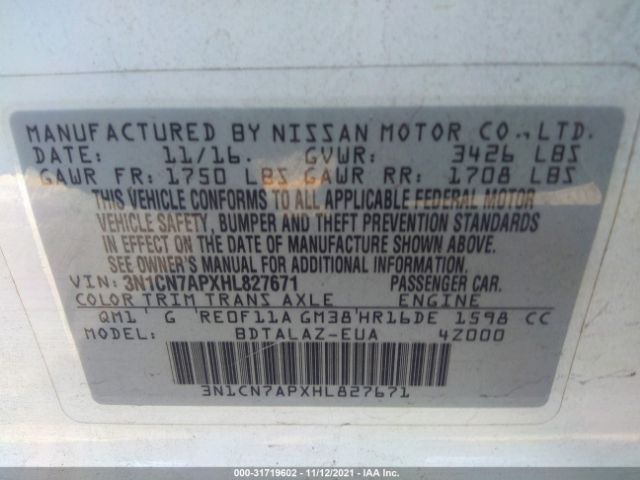 MANUFACTURED BY NISSAN MOTOR CO., LTD.
DATE: 11/16. GVWR: 3426 LBS
GAWR FR: 1750 LBS GAWR RR: 1708 LBS
THIS VEHICLE CONFORMS TO ALL APPLICABLE FEDERAL MOTOR
VEHICLE SAFETY, BUMPER AND THEFT PREVENTION STANDARDS
IN EFFECT ON THE DATE OF MANUFACTURE SHOWN ABOVE.
SEE OWNER'S MANUAL FOR ADDITIONAL INFORMATION.
VIN: 3N1CN7APXHL827671 PASSENGER CAR.
COLOR TRIM TRANS AXLE ENGINE
QM1 G RE0F11A GM38 HR16DE 1598 CC
MODEL: BDTALAZ-EUA 4Z000
3N1CN7APXHL827671
000-31719602 - 11/12/2021 - IAA Inc.